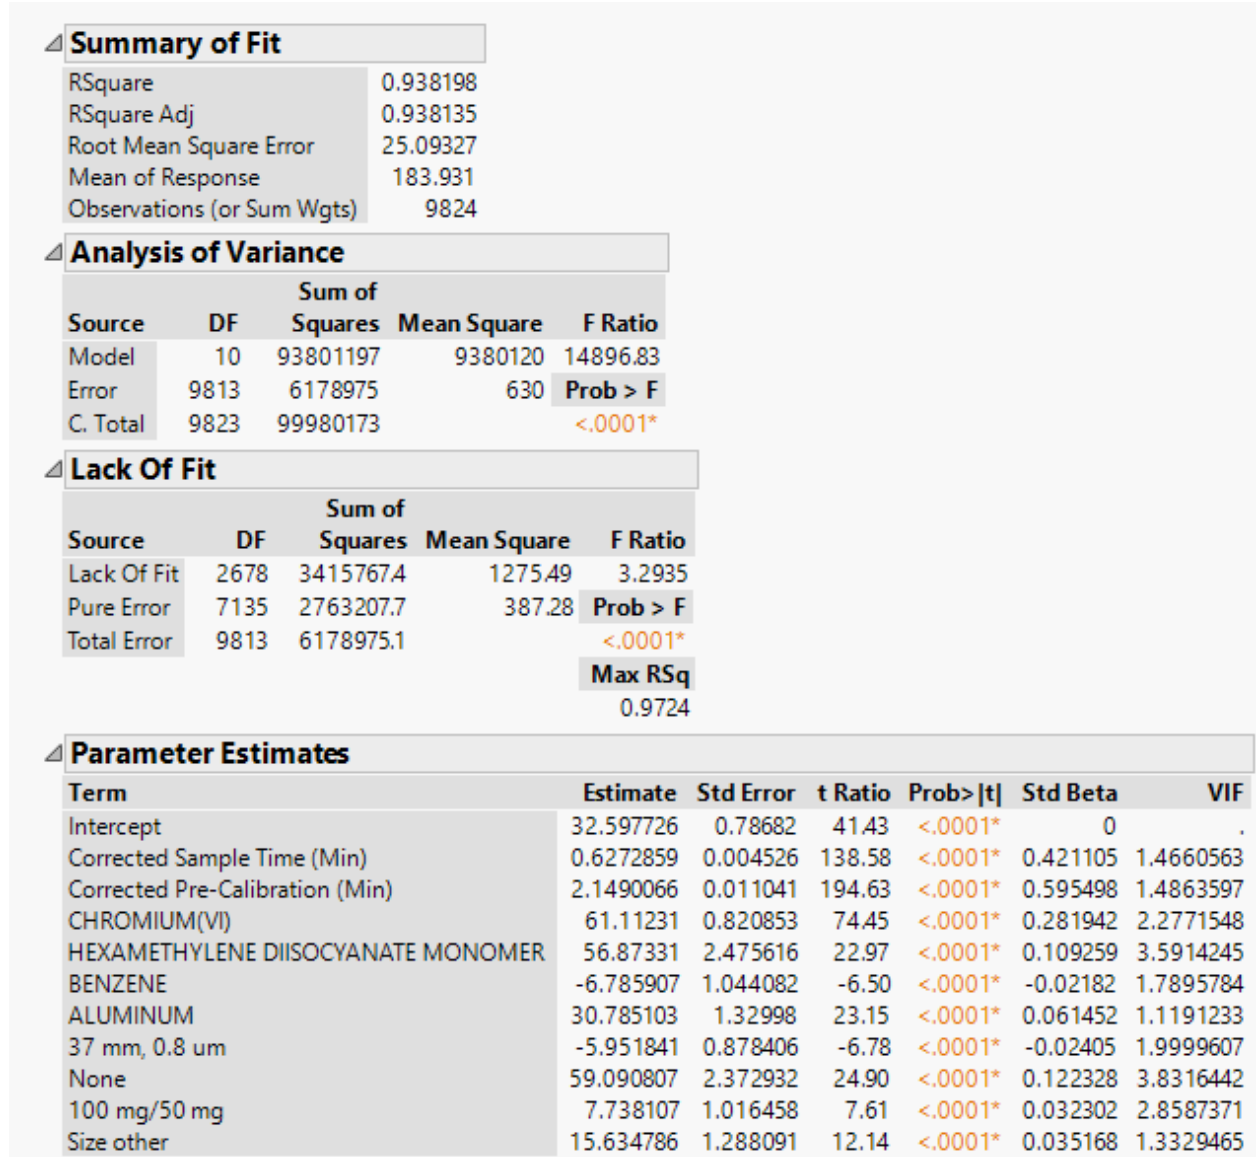 Summary of Fit
RSquare 0.938198
RSquare Adj 0.938135
Root Mean Square Error 25.09327
Mean of Response 183.931
Observations (or Sum Wgts) 9824
Analysis of Variance
Sum of
Source DF Squares Mean Square F Ratio
Model 10 93801197 9380120 14896.83
Error 9813 6178975 630 Prob > F
C. Total 9823 99980173 <.0001*
Lack Of Fit
Sum of
Source DF Squares Mean Square F Ratio
Lack Of Fit 2678 3415767.4 1275.49 3.2935
Pure Error 7135 2763207.7 387.28 Prob > F
Total Error 9813 6178975.1 <.0001*
Max RSq
0.9724
Parameter Estimates
Term Estimate Std Error t Ratio Prob>|t| Std Beta VIF
Intercept 32.597726 0.78682 41.43 <.0001* 0 .
Corrected Sample Time (Min) 0.6272859 0.004526 138.58 <.0001* 0.421105 1.4660563
Corrected Pre-Calibration (Min) 2.1490066 0.011041 194.63 <.0001* 0.595498 1.4863597
CHROMIUM(VI) 61.11231 0.820853 74.45 <.0001* 0.281942 2.2771548
HEXAMETHYLENE DIISOCYANATE MONOMER 56.87331 2.475616 22.97 <.0001* 0.109259 3.5914245
BENZENE -6.785907 1.044082 -6.50 <.0001* -0.02182 1.7895784
ALUMINUM 30.785103 1.32998 23.15 <.0001* 0.061452 1.1191233
37 mm, 0.8 um -5.951841 0.878406 -6.78 <.0001* -0.02405 1.9999607
None 59.090807 2.372932 24.90 <.0001* 0.122328 3.8316442
100 mg/50 mg 7.738107 1.016458 7.61 <.0001* 0.032302 2.8587371
Size other 15.634786 1.288091 12.14 <.0001* 0.035168 1.3329465